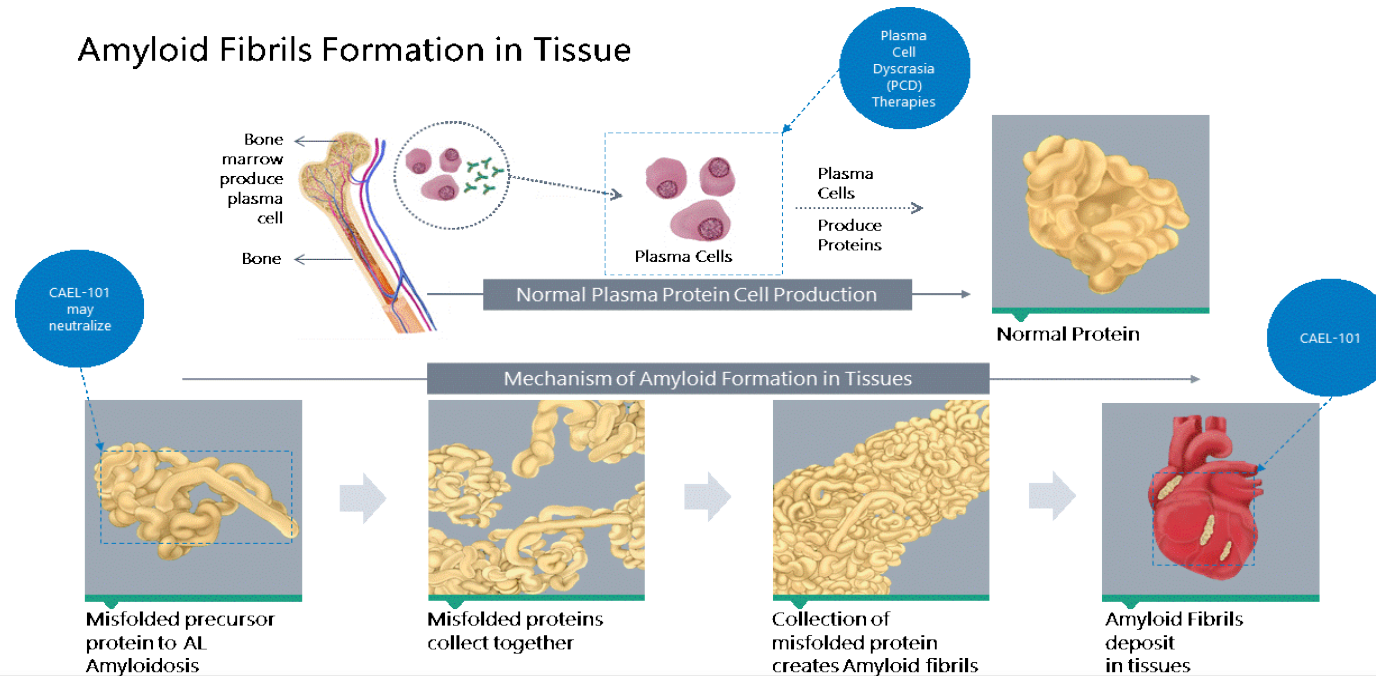 Amyloid Fibrils Formation in Tissue
Plasma
Cell
Dyscrasia
(PCD)
Therapies
Bone
marrow
produce
plasma
cell
Bone
Plasma Cells
Plasma
Cells
Produce
Proteins
Normal Plasma Protein Cell Production
Normal Protein
CAEL-101
may
neutralize
CAEL-101
Mechanism of Amyloid Formation in Tissues
Misfolded precursor
protein to AL
Amyloidosis
Misfolded proteins
collect together
Collection of
misfolded protein
creates Amyloid fibrils
Amyloid Fibrils
deposit
in tissues